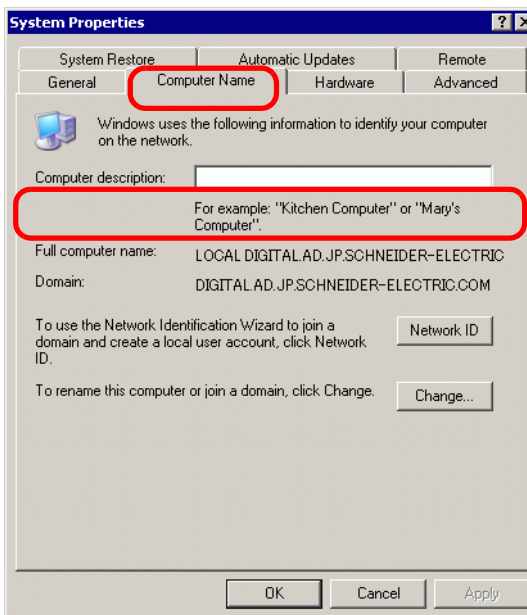 System Properties
System Restore Automatic Updates Remote
General Computer Name Hardware Advanced
Windows uses the following information to identify your computer
on the network.
Computer description:
For example: "Kitchen Computer" or "Mary's
Computer".
Full computer name: LOCAL DIGITAL.AD.JP.SCHNEIDER-ELECTRIC
Domain: DIGITAL.AD.JP.SCHNEIDER-ELECTRIC.COM
To use the Network Identification Wizard to join a
domain and create a local user account, click Network
ID.
Network ID
To rename this computer or join a domain, click Change.
Change...
OK Cancel Apply